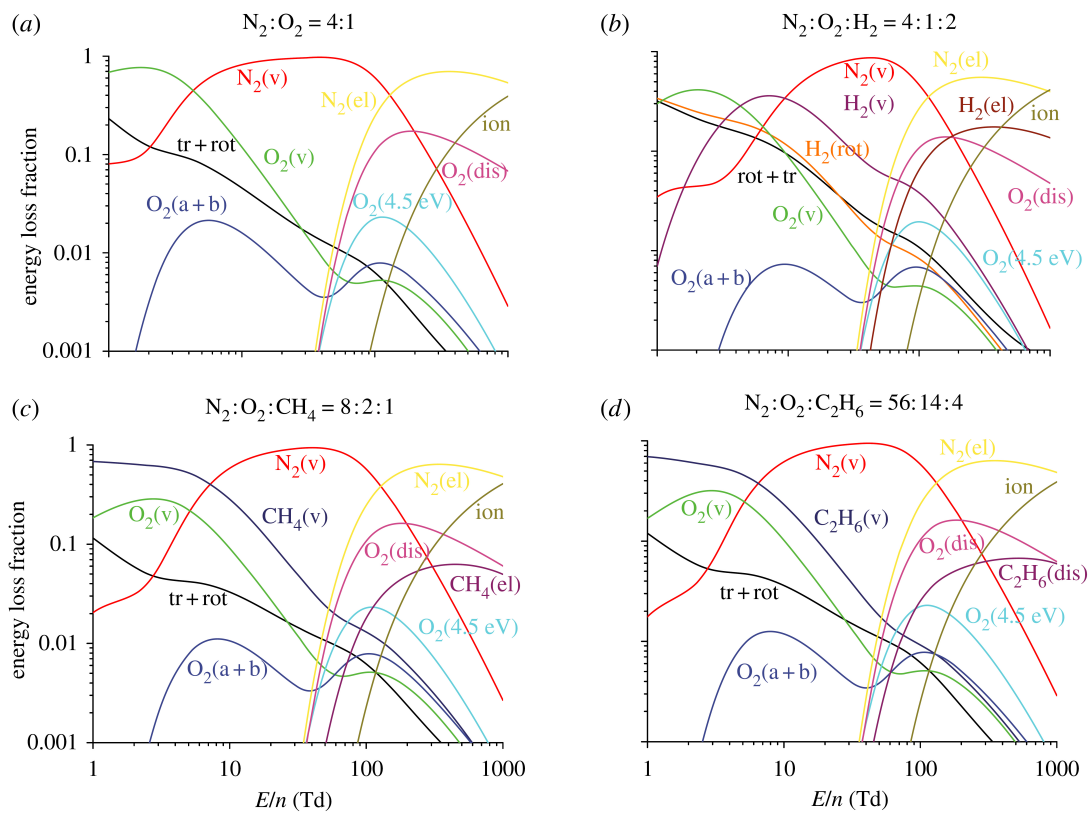 (a) N₂:O₂ = 4:1
1
0.1
0.01
0.001
energy loss fraction
N₂(v)
N₂(el)
ion
tr + rot
O₂(v)
O₂(dis)
O₂(a + b)
O₂(4.5 eV)
(b) N₂:O₂:H₂ = 4:1:2
N₂(v)
N₂(el)
H₂(v)
H₂(el)
ion
H₂(rot)
rot + tr
O₂(v)
O₂(dis)
O₂(a + b)
O₂(4.5 eV)
(c) N₂:O₂:CH₄ = 8:2:1
1
0.1
0.01
0.001
energy loss fraction
N₂(v)
N₂(el)
O₂(v)
CH₄(v)
ion
O₂(dis)
CH₄(el)
tr + rot
O₂(4.5 eV)
O₂(a + b)
1 10 100 1000
E/n (Td)
(d) N₂:O₂:C₂H₆ = 56:14:4
N₂(v)
N₂(el)
O₂(v)
C₂H₆(v)
ion
O₂(dis)
C₂H₆(dis)
tr + rot
O₂(4.5 eV)
O₂(a + b)
1 10 100 1000
E/n (Td)